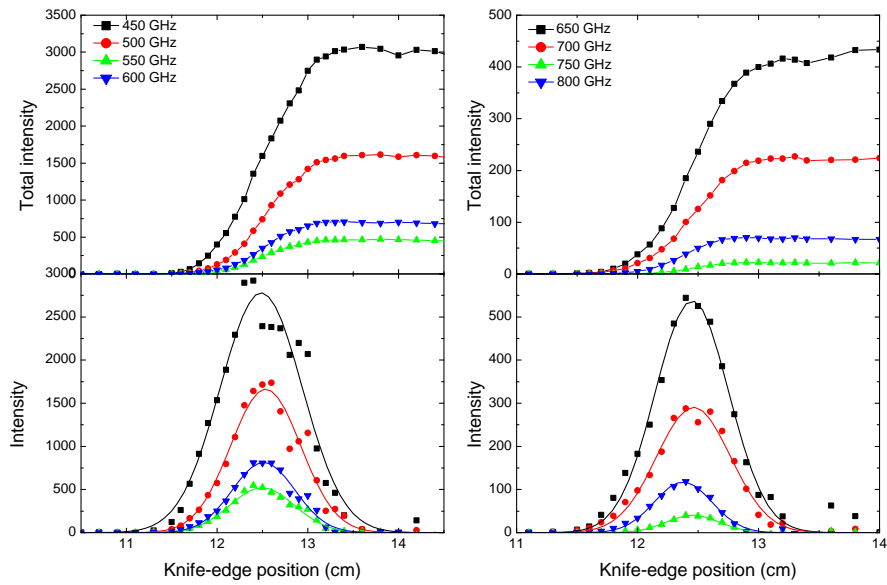 3500
3000
2500
2000
1500
1000
500
3000
Total intensity
450 GHz
500 GHz
550 GHz
600 GHz
500
400
300
200
100
0
Total intensity
650 GHz
700 GHz
750 GHz
800 GHz
2500
2000
1500
1000
500
0
Intensity
11 12 13 14
Knife-edge position (cm)
500
400
300
200
100
0
Intensity
11 12 13 14
Knife-edge position (cm)